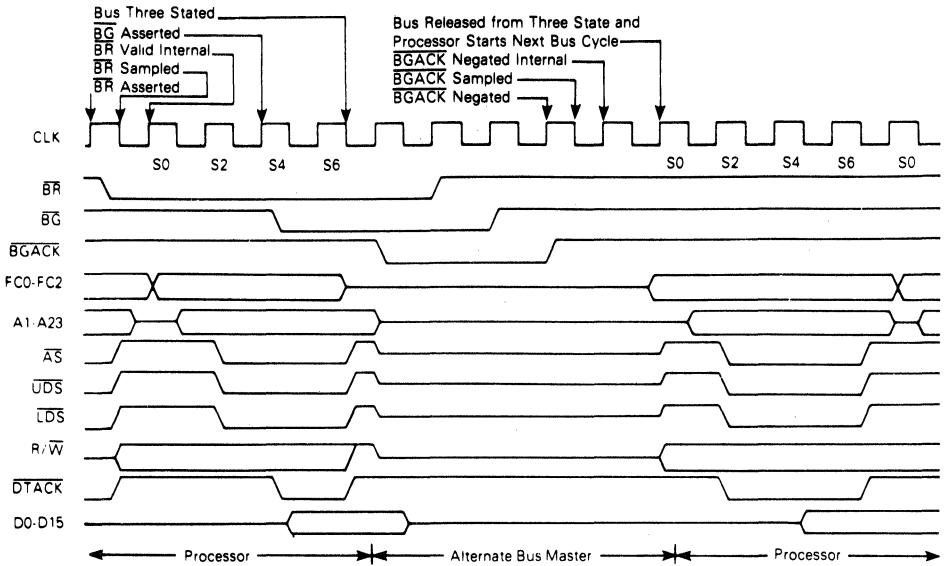 Bus Three Stated
BG Asserted
BR Valid Internal
BR Sampled
BR Asserted
Bus Released from Three State and
Processor Starts Next Bus Cycle
BGACK Negated Internal
BGACK Sampled
BGACK Negated
CLK
S0 S2 S4 S6 S0 S2 S4 S6 S0
BR
BG
BGACK
FC0-FC2
A1-A23
AS
UDS
LDS
R/W
DTACK
D0-D15
Processor Alternate Bus Master Processor